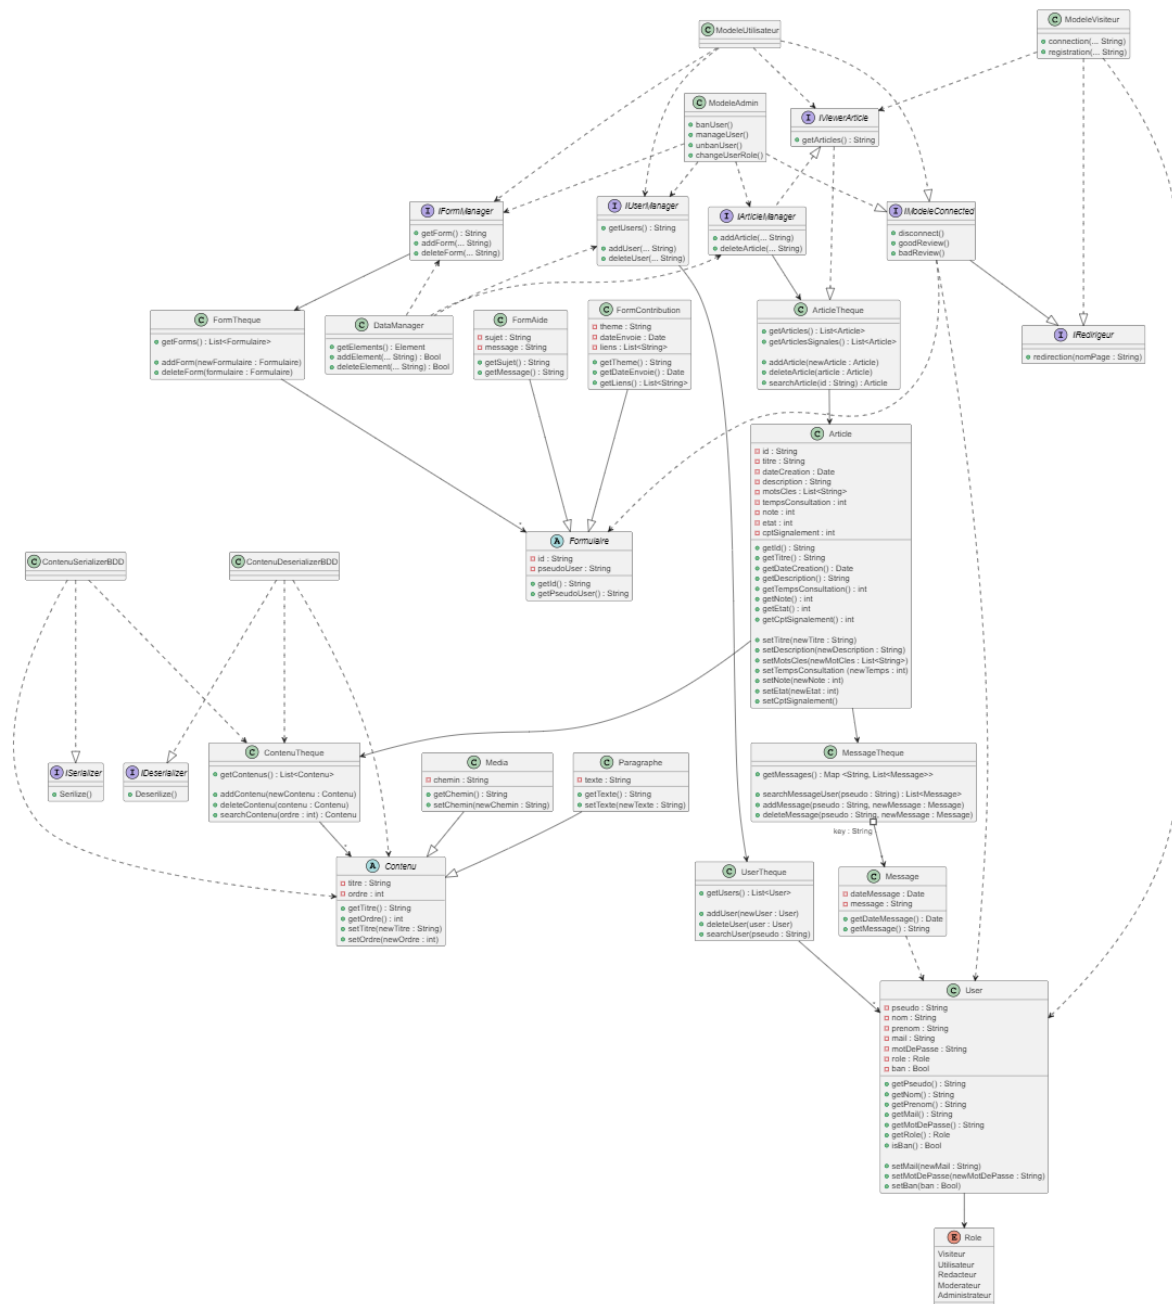 ModeleUtilisateur
ModeleVisiteur
connection(... String)
registration(... String)
ModeleAdmin
banUser()
manageUser()
unbanUser()
changeUserRole()
IViewerArticle
getArticles() : String
IFormManager
getForm() : String
addForm(... String)
deleteForm(... String)
IUserManager
getUsers() : String
addUser(... String)
deleteUser(... String)
IArticleManager
addArticle(... String)
deleteArticle(... String)
IModeleConnected
disconnect()
goodReview()
badReview()
FormTheque
getForms() : List<Formulaire>
addForm(newFormulaire : Formulaire)
deleteForm(formulaire : Formulaire)
DataManager
getElements() : Element
addElement(... String) : Bool
deleteElement(... String) : Bool
FormAide
sujet : String
message : String
getSujet() : String
getMessage() : String
FormContribution
theme : String
dateEnvoie : Date
liens : List<String>
getTheme() : String
getDateEnvoie() : Date
getLiens() : List<String>
ArticleTheque
getArticles() : List<Article>
getArticlesSignales() : List<Article>
addArticle(newArticle : Article)
deleteArticle(article : Article)
searchArticle(id : String) : Article
IRedirigeur
redirection(nomPage : String)
Article
id : String
titre : String
dateCreation : Date
description : String
motsCles : List<String>
tempsConsultation : int
note : int
etat : int
cptSignalement : int
getId() : String
getTitre() : String
getDateCreation() : Date
getDescription() : String
getTempsConsultation() : int
getNote() : int
getEtat() : int
getCptSignalement() : int
setTitre(newTitre : String)
setDescription(newDescription : String)
setMotsCles(newMotCles : List<String>)
setTempsConsultation (newTemps : int)
setNote(newNote : int)
setEtat(newEtat : int)
setCptSignalement()
Formulaire
id : String
pseudoUser : String
getId() : String
getPseudoUser() : String
ContenuSerializerBDD
ContenuDeserializerBDD
ISerializer
Serilize()
IDeserializer
Deserilize()
ContenuTheque
getContenus() : List<Contenu>
addContenu(newContenu : Contenu)
deleteContenu(contenu : Contenu)
searchContenu(ordre : int) : Contenu
Media
chemin : String
getChemin() : String
setChemin(newChemin : String)
Paragraphe
texte : String
getTexte() : String
setTexte(newTexte : String)
MessageTheque
getMessages() : Map <String, List<Message>>
searchMessageUser(pseudo : String) : List<Message>
addMessage(pseudo : String, newMessage : Message)
deleteMessage(pseudo : String, newMessage : Message)
key : String
Contenu
titre : String
ordre : int
getTitre() : String
getOrdre() : int
setTitre(newTitre : String)
setOrdre(newOrdre : int)
UserTheque
getUsers() : List<User>
addUser(newUser : User)
deleteUser(user : User)
searchUser(pseudo : String)
Message
dateMessage : Date
message : String
getDateMessage() : Date
getMessage() : String
User
pseudo : String
nom : String
prenom : String
mail : String
motDePasse : String
role : Role
ban : Bool
getPseudo() : String
getNom() : String
getPrenom() : String
getMail() : String
getMotDePasse() : String
getRole() : Role
isBan() : Bool
setMail(newMail : String)
setMotDePasse(newMotDePasse : String)
setBan(ban : Bool)
Role
Visiteur
Utilisateur
Redacteur
Moderateur
Administrateur